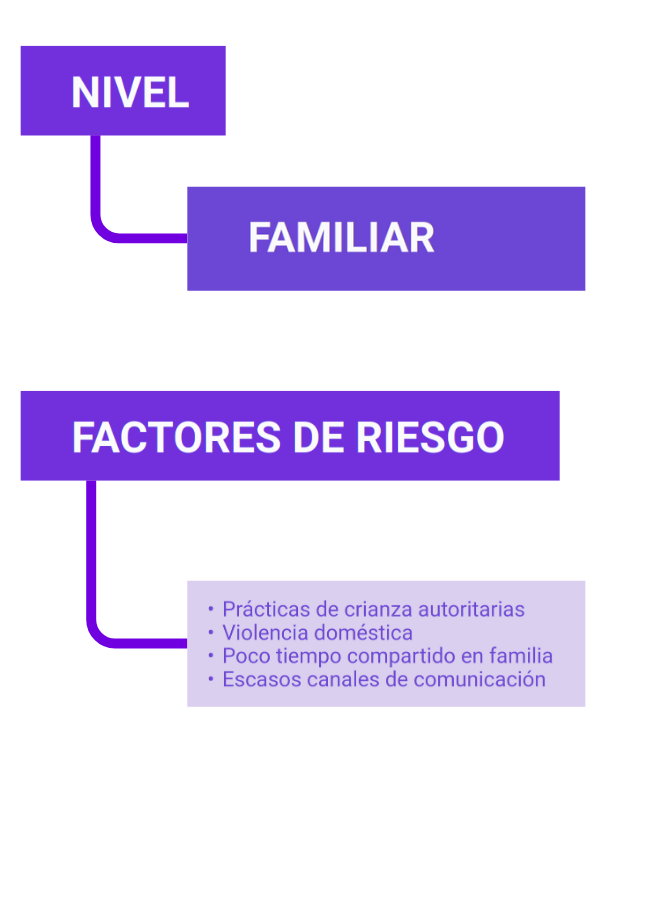 NIVEL
FAMILIAR
FACTORES DE RIESGO
• Prácticas de crianza autoritarias
• Violencia doméstica
• Poco tiempo compartido en familia
• Escasos canales de comunicación